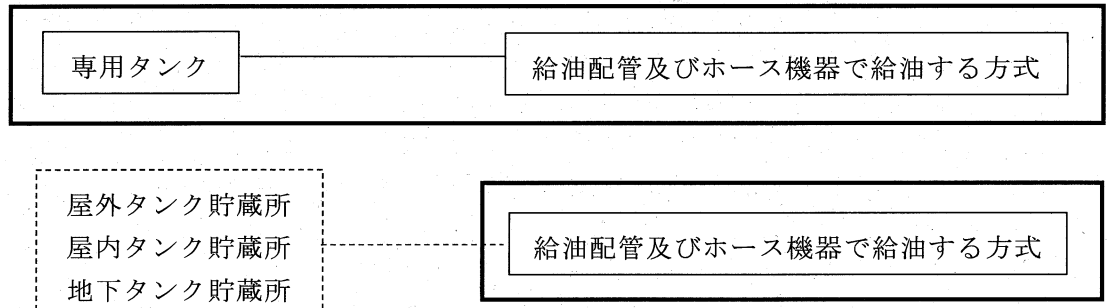 専用タンク
給油配管及びホース機器で給油する方式
屋外タンク貯蔵所
屋内タンク貯蔵所
地下タンク貯蔵所
給油配管及びホース機器で給油する方式